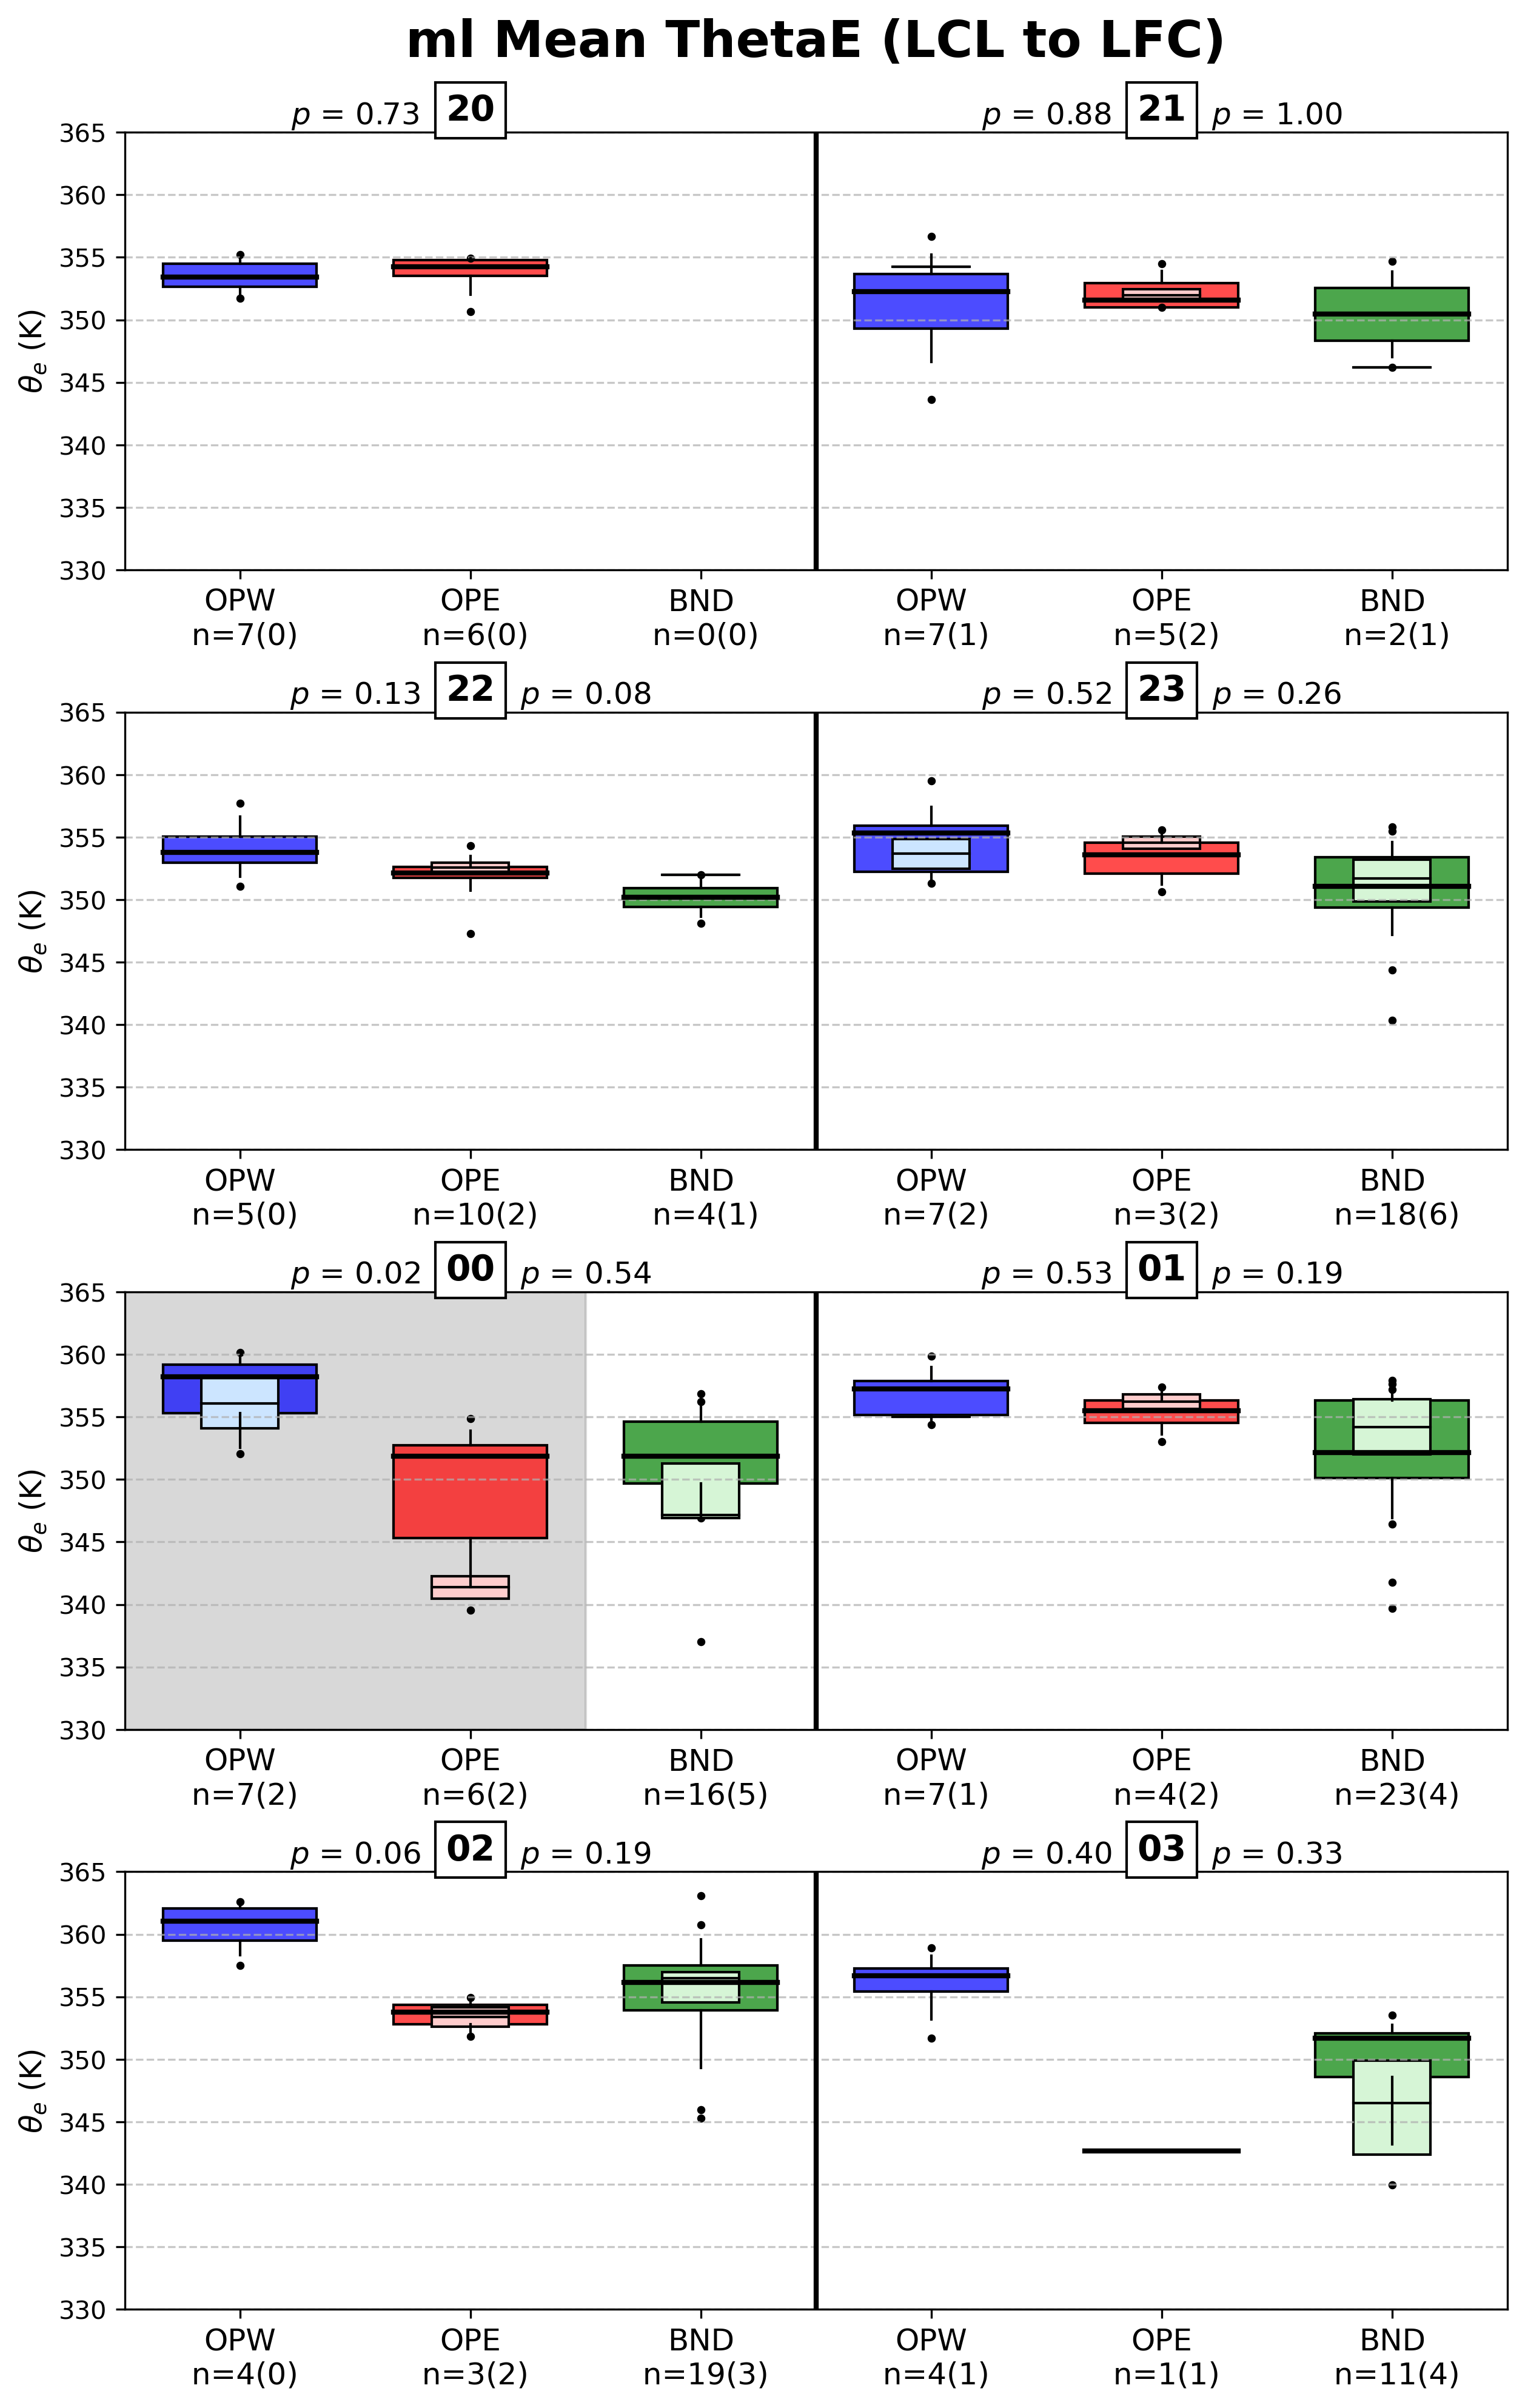 ml Mean ThetaE (LCL to LFC)
p = 0.73 20
p = 0.88 21 p = 1.00
365
360
355
350
345
340
335
330
θe (K)
OPW OPE BND OPW OPE BND
n=7(0) n=6(0) n=0(0) n=7(1) n=5(2) n=2(1)
p = 0.13 22 p = 0.08
p = 0.52 23 p = 0.26
365
360
355
350
345
340
335
330
θe (K)
OPW OPE BND OPW OPE BND
n=5(0) n=10(2) n=4(1) n=7(2) n=3(2) n=18(6)
p = 0.02 00 p = 0.54
p = 0.53 01 p = 0.19
365
360
355
350
345
340
335
330
θe (K)
OPW OPE BND OPW OPE BND
n=7(2) n=6(2) n=16(5) n=7(1) n=4(2) n=23(4)
p = 0.06 02 p = 0.19
p = 0.40 03 p = 0.33
365
360
355
350
345
340
335
330
θe (K)
OPW OPE BND OPW OPE BND
n=4(0) n=3(2) n=19(3) n=4(1) n=1(1) n=11(4)